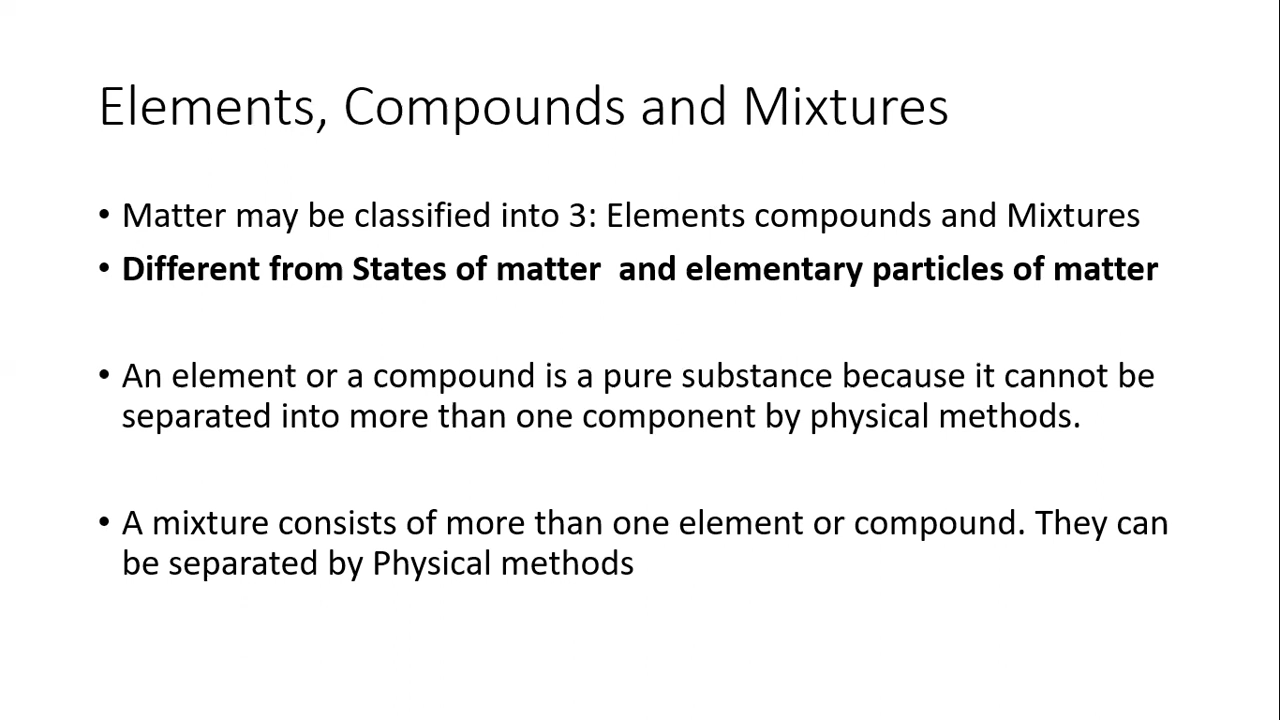 Elements, Compounds and Mixtures
• Matter may be classified into 3: Elements compounds and Mixtures
• Different from States of matter  and elementary particles of matter
• An element or a compound is a pure substance because it cannot be
separated into more than one component by physical methods.
• A mixture consists of more than one element or compound. They can
be separated by Physical methods